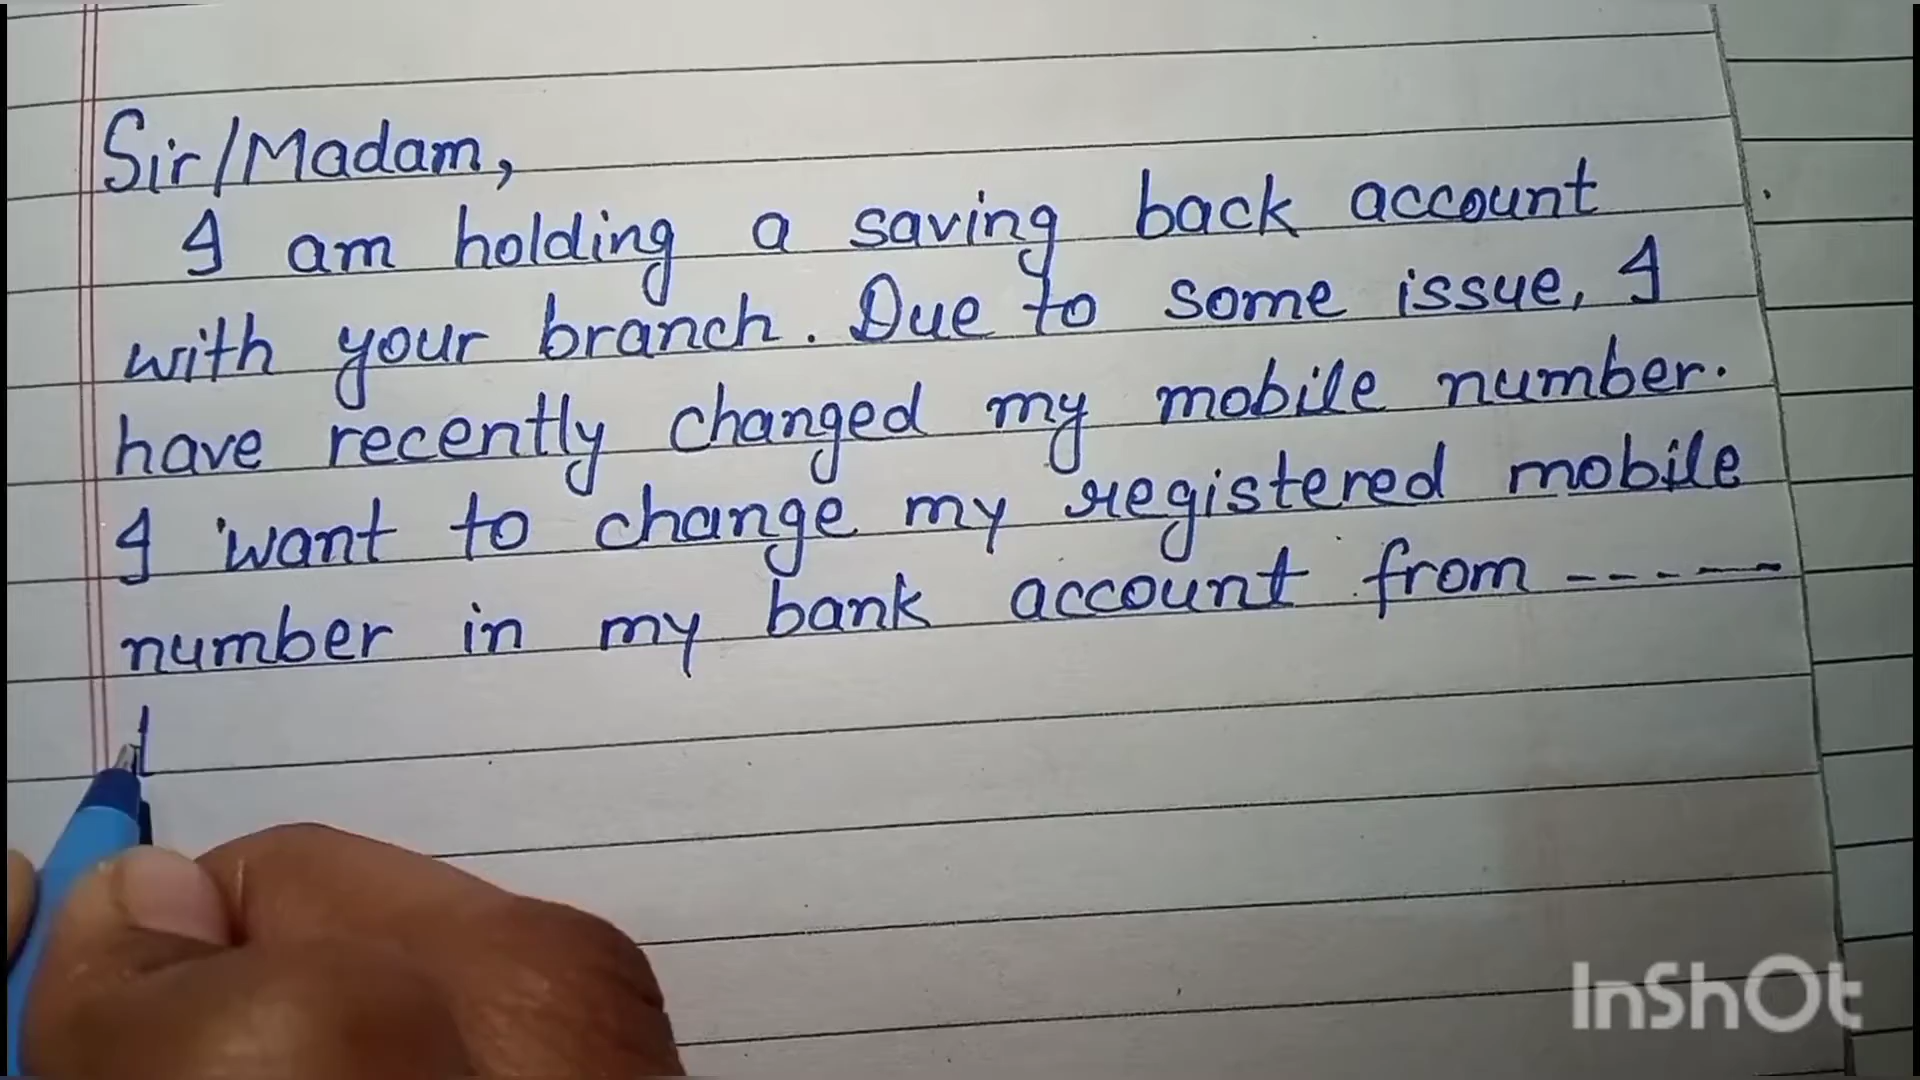 Sir/Madam,
I am holding a saving back account
with your branch. Due to some issue, I
have recently changed my mobile number.
I want to change my registered mobile
number in my bank account from ------
InShOt